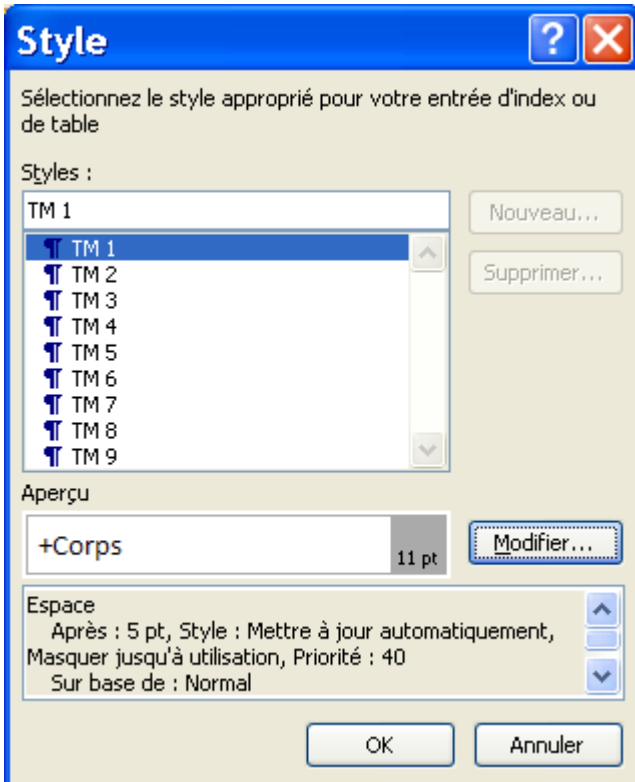 Style
Sélectionnez le style approprié pour votre entrée d'index ou
de table
Styles :
TM 1
Nouveau...
¶ TM 1
¶ TM 2
Supprimer...
¶ TM 3
¶ TM 4
¶ TM 5
¶ TM 6
¶ TM 7
¶ TM 8
¶ TM 9
Aperçu
+Corps
11 pt
Modifier...
Espace
Après : 5 pt, Style : Mettre à jour automatiquement,
Masquer jusqu'à utilisation, Priorité : 40
Sur base de : Normal
OK
Annuler